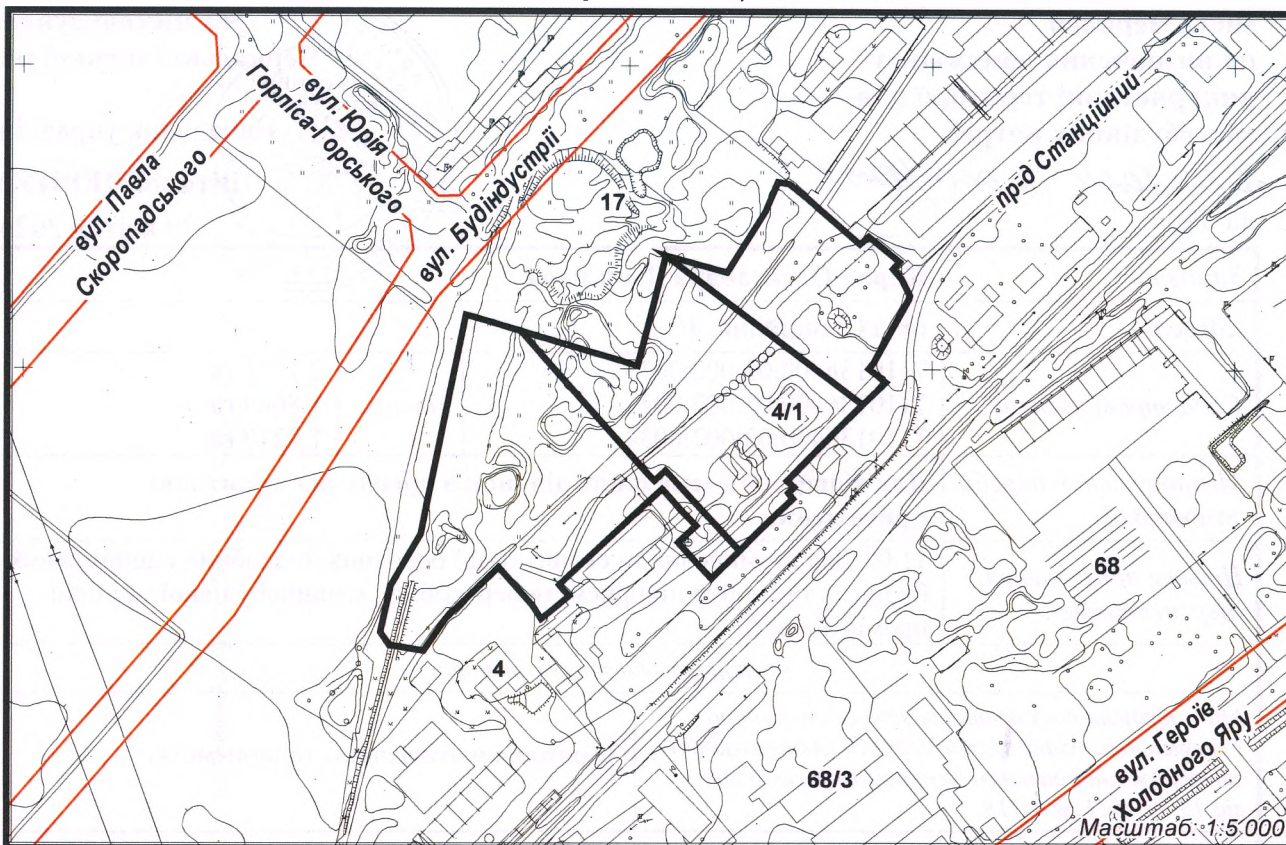 вул. Павла
Скоропадського
вул. Юрія
Горліса-Горського
вул. Будіндустрії
пр-д Станційний
17
4/1
68
4
68/3
вул. Героїв
Холодного Яру
Масштаб: 1:5 000